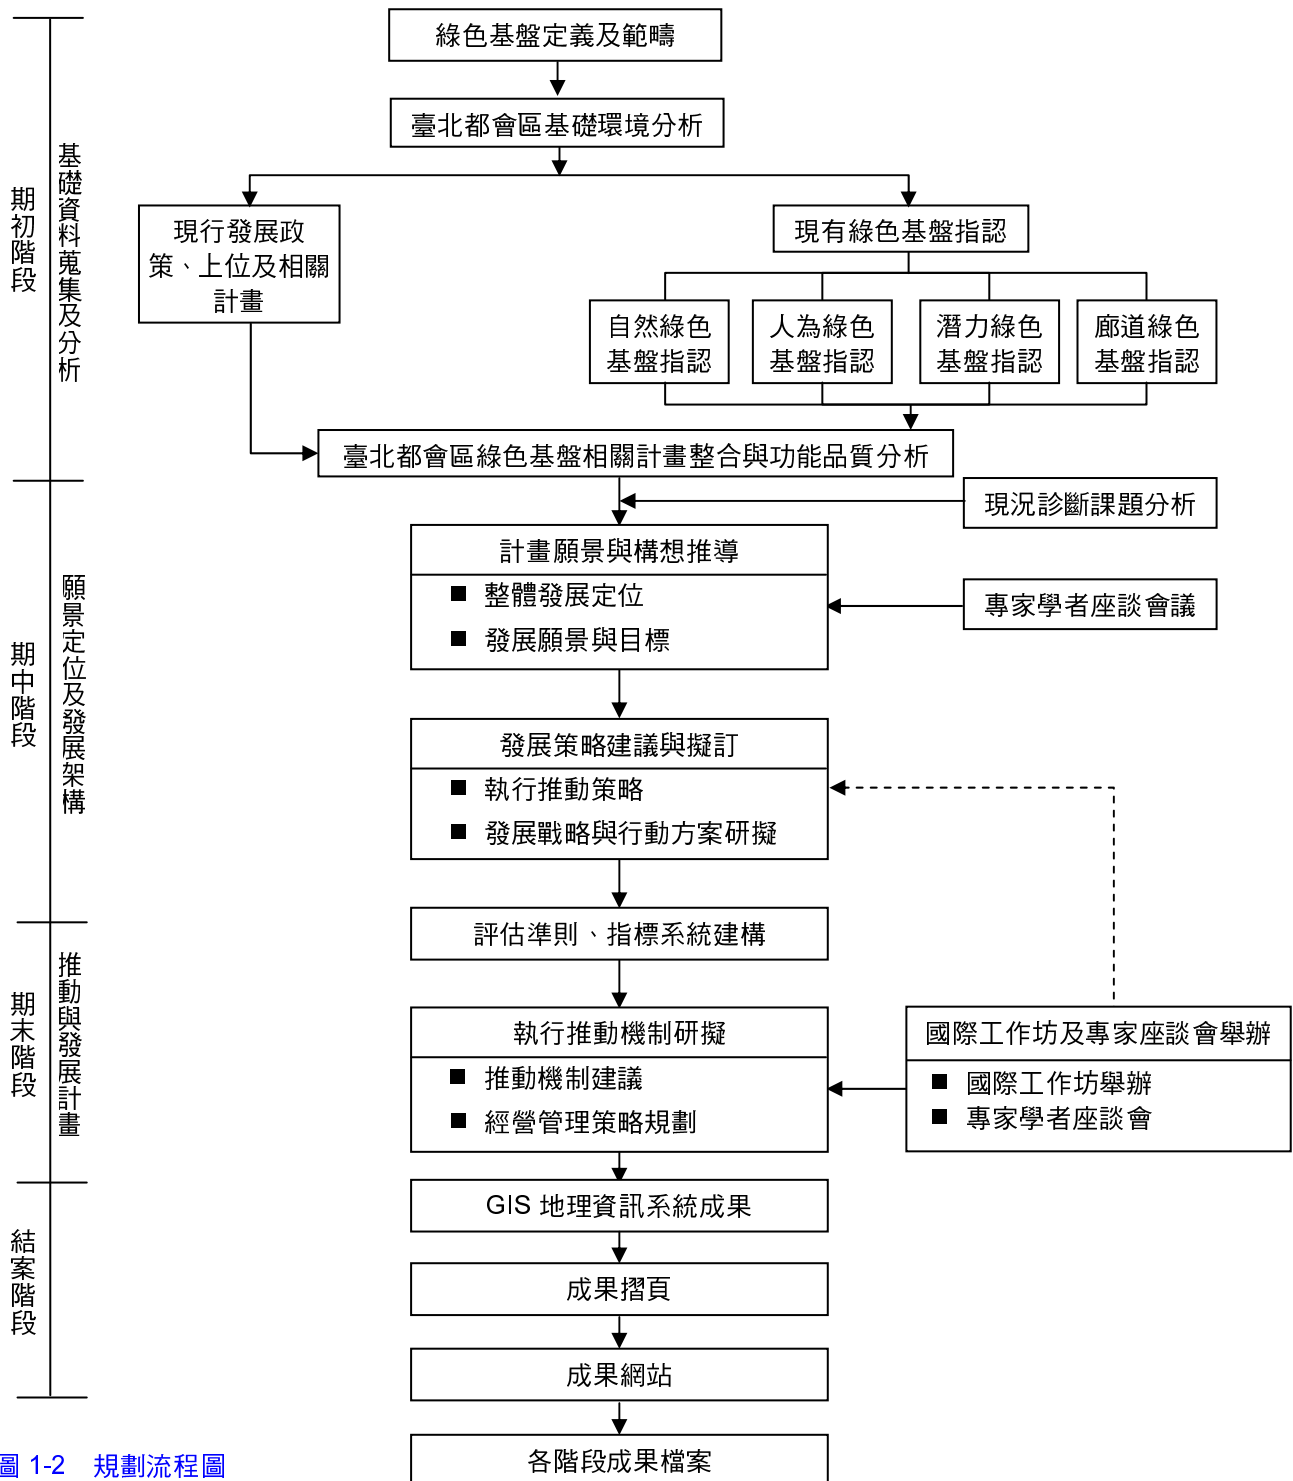 綠色基盤定義及範疇
臺北都會區基礎環境分析
期初階段
基礎資料蒐集及分析
現行發展政
策、上位及相關
計畫
現有綠色基盤指認
自然綠色
基盤指認
人為綠色
基盤指認
潛力綠色
基盤指認
廊道綠色
基盤指認
臺北都會區綠色基盤相關計畫整合與功能品質分析
現況診斷課題分析
期中階段
願景定位及發展架構
計畫願景與構想推導
■ 整體發展定位
■ 發展願景與目標
專家學者座談會議
發展策略建議與擬訂
■ 執行推動策略
■ 發展戰略與行動方案研擬
期末階段
推動與發展計畫
評估準則、指標系統建構
執行推動機制研擬
■ 推動機制建議
■ 經營管理策略規劃
國際工作坊及專家座談會舉辦
■ 國際工作坊舉辦
■ 專家學者座談會
結案階段
GIS 地理資訊系統成果
成果摺頁
成果網站
各階段成果檔案
圖 1-2 規劃流程圖